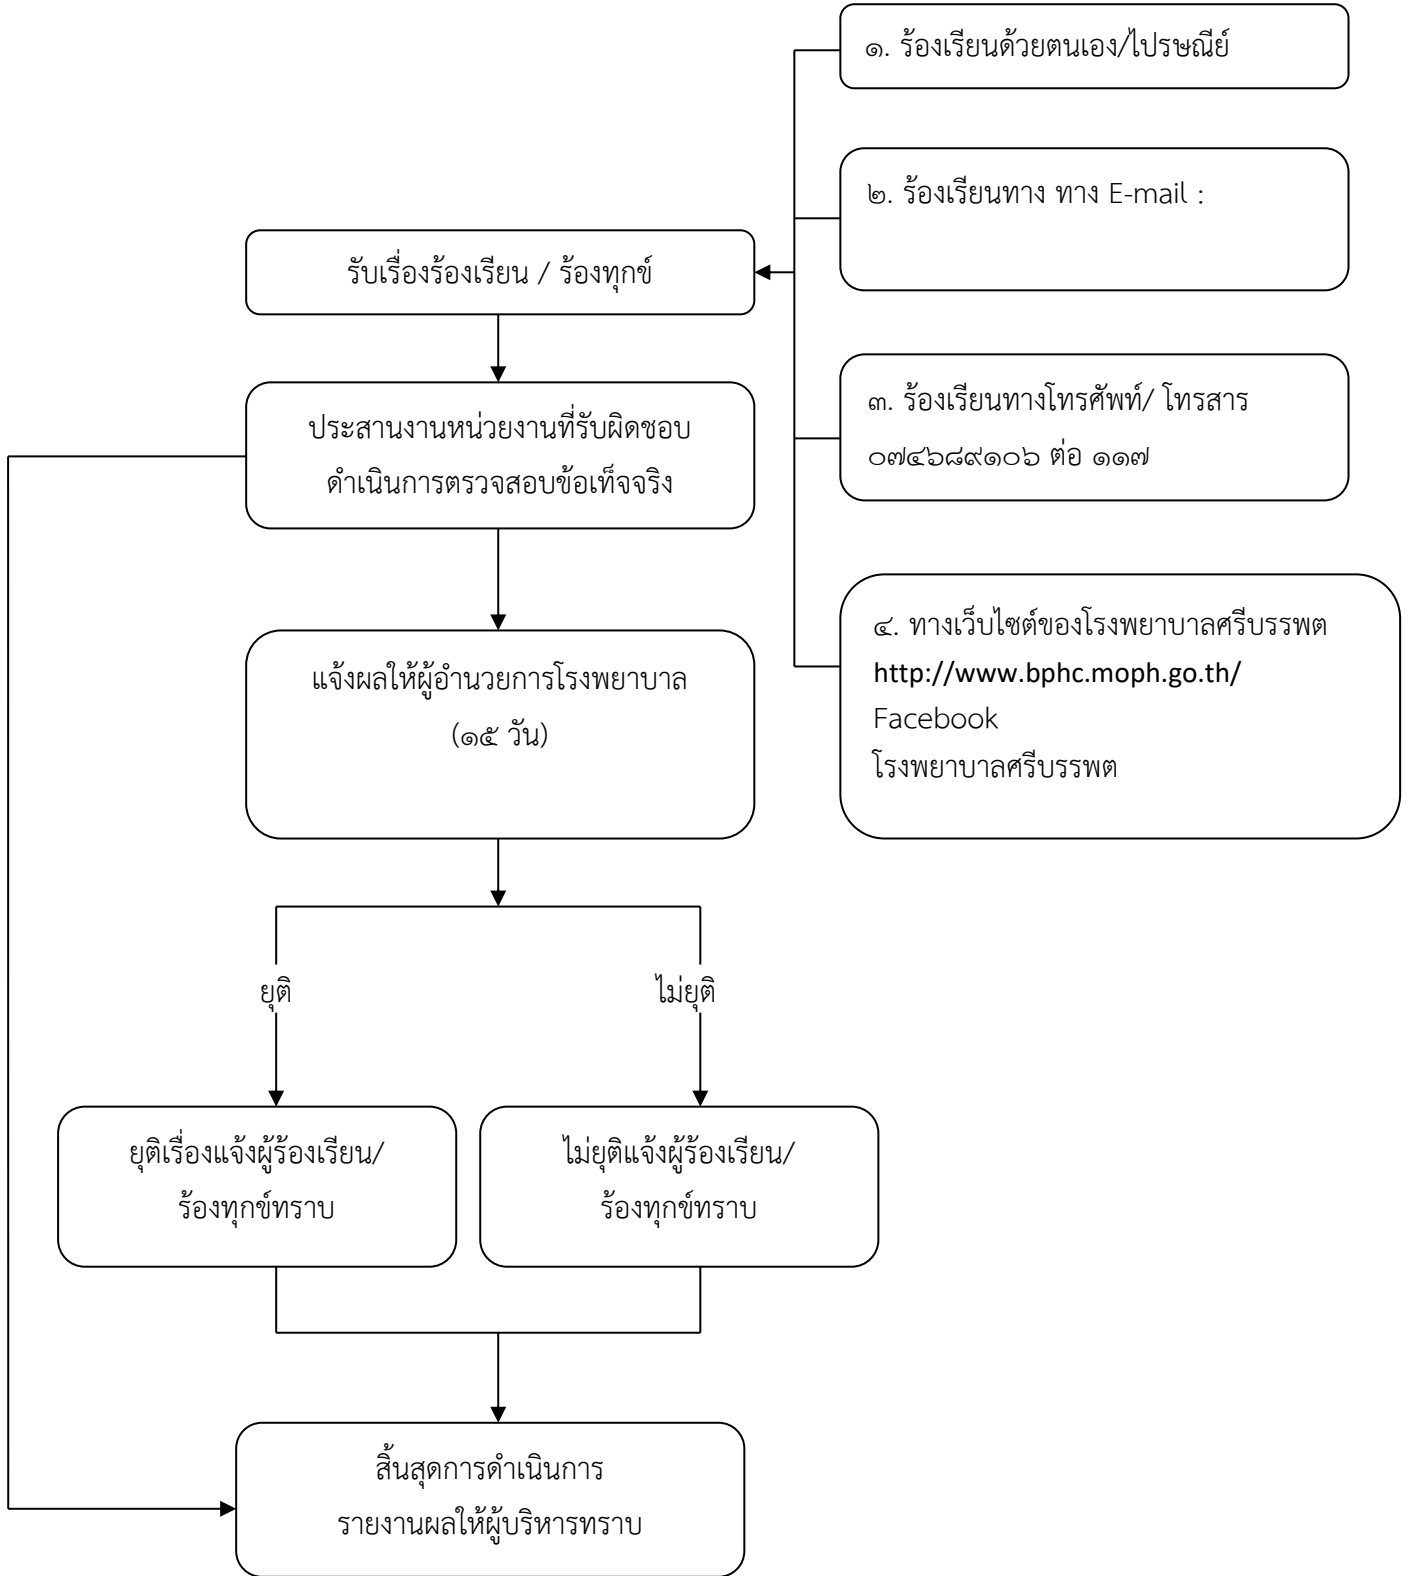 ๑. ร้องเรียนด้วยตนเอง/ไปรษณีย์
๒. ร้องเรียนทาง ทาง E-mail :
๓. ร้องเรียนทางโทรศัพท์/ โทรสาร
๐๗๔๖๘๙๑๐๖ ต่อ ๑๑๗
๔. ทางเว็บไซต์ของโรงพยาบาลศรีบรรพต
http://www.bphc.moph.go.th/
Facebook
โรงพยาบาลศรีบรรพต
รับเรื่องร้องเรียน / ร้องทุกข์
ประสานงานหน่วยงานที่รับผิดชอบ
ดำเนินการตรวจสอบข้อเท็จจริง
แจ้งผลให้ผู้อำนวยการโรงพยาบาล
(๑๕ วัน)
ยุติ
ไม่ยุติ
ยุติเรื่องแจ้งผู้ร้องเรียน/
ร้องทุกข์ทราบ
ไม่ยุติแจ้งผู้ร้องเรียน/
ร้องทุกข์ทราบ
สิ้นสุดการดำเนินการ
รายงานผลให้ผู้บริหารทราบ